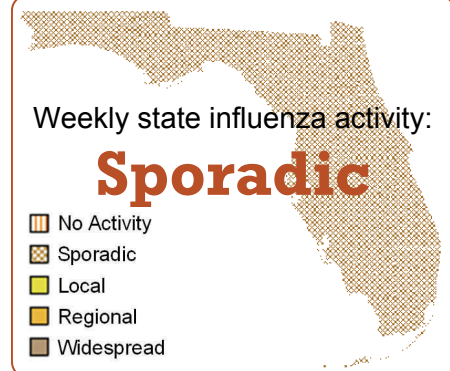 Weekly state influenza activity:
Sporadic
No Activity
Sporadic
Local
Regional
Widespread